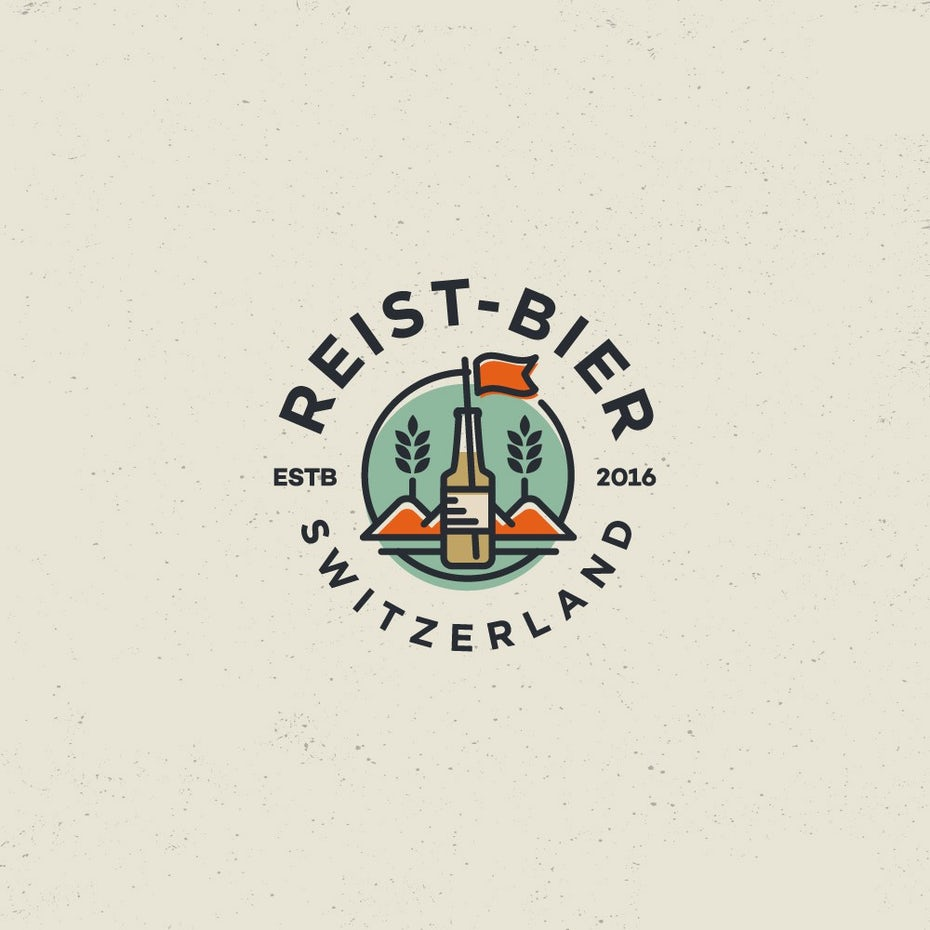 REIST-BIER
ESTB
2016
SWITZERLAND